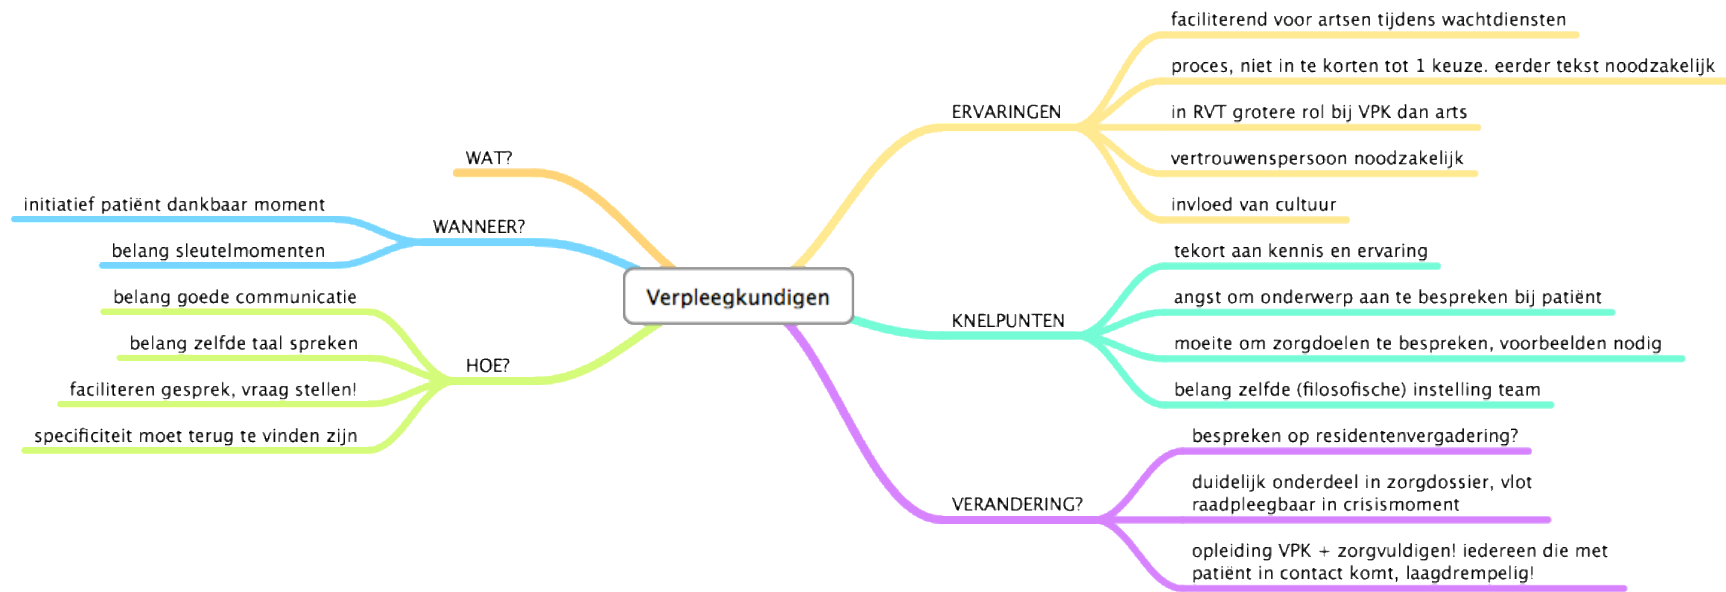 Verpleegkundigen
WAT?
WANNEER?
initiatief patiënt dankbaar moment
belang sleutelmomenten
HOE?
belang goede communicatie
belang zelfde taal spreken
faciliteren gesprek, vraag stellen!
specificiteit moet terug te vinden zijn
ERVARINGEN
faciliterend voor artsen tijdens wachtdiensten
proces, niet in te korten tot 1 keuze. eerder tekst noodzakelijk
in RVT grotere rol bij VPK dan arts
vertrouwenspersoon noodzakelijk
invloed van cultuur
KNELPUNTEN
tekort aan kennis en ervaring
angst om onderwerp aan te bespreken bij patiënt
moeite om zorgdoelen te bespreken, voorbeelden nodig
belang zelfde (filosofische) instelling team
VERANDERING?
bespreken op residentenvergadering?
duidelijk onderdeel in zorgdossier, vlot
raadpleegbaar in crisismoment
opleiding VPK + zorgvuldigen! iedereen die met
patiënt in contact komt, laagdrempelig!